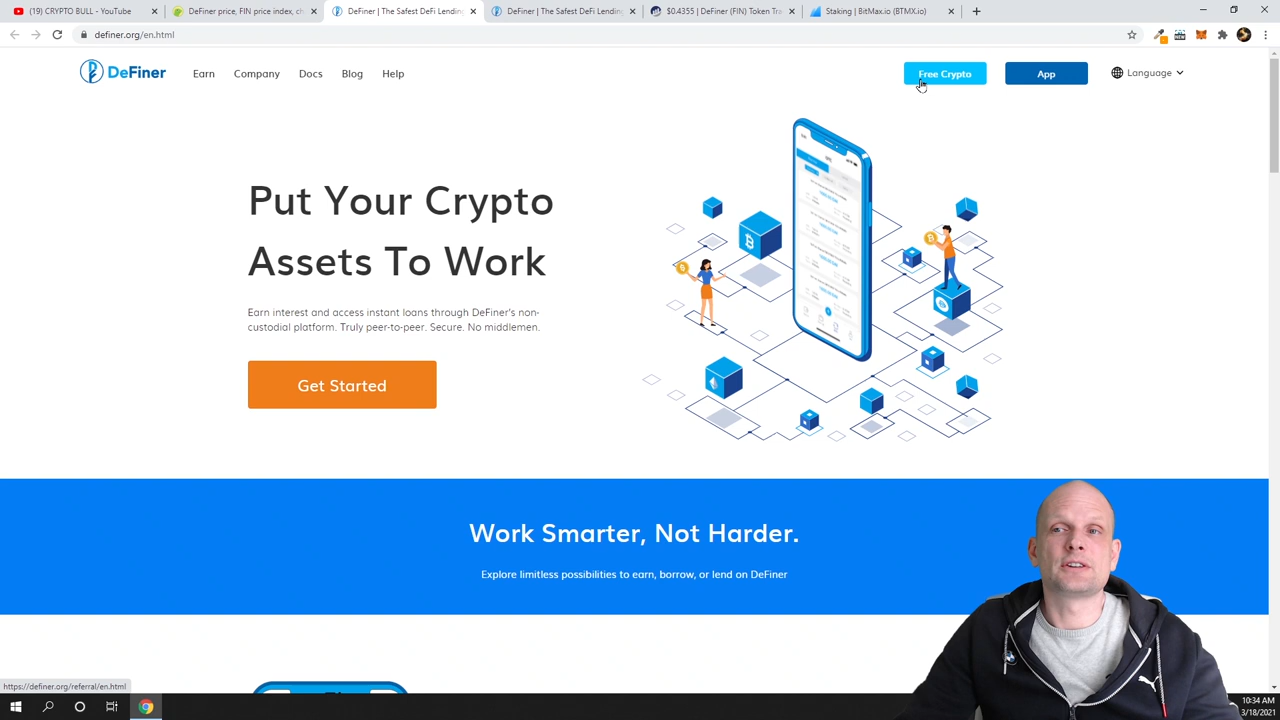 (19) CRYPTO BULL - YouTube
DeFiner price, FIN price index, ch
DeFiner | The Safest DeFi Lending
DeFiner | The Safest DeFi Lending
$0.4355 | DeFiner (FIN) Token Tra
Staking | BitMax.io (BTMX.io)
definer.org/en.html
DeFiner
Earn
Company
Docs
Blog
Help
Free Crypto
App
Language
Put Your Crypto
Assets To Work
Earn interest and access instant loans through DeFiner's non-
custodial platform. Truly peer-to-peer. Secure. No middlemen.
Get Started
Work Smarter, Not Harder.
Explore limitless possibilities to earn, borrow, or lend on DeFiner
https://definer.org/referral/en.html
10:34 AM
3/18/2021